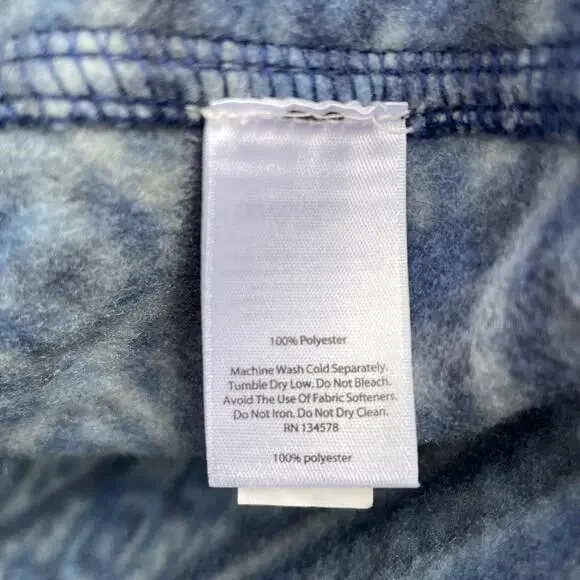 100% Polyester
Machine Wash Cold Separately.
Tumble Dry Low. Do Not Bleach.
Avoid The Use Of Fabric Softeners.
Do Not Iron. Do Not Dry Clean.
RN 134578
100% polyester